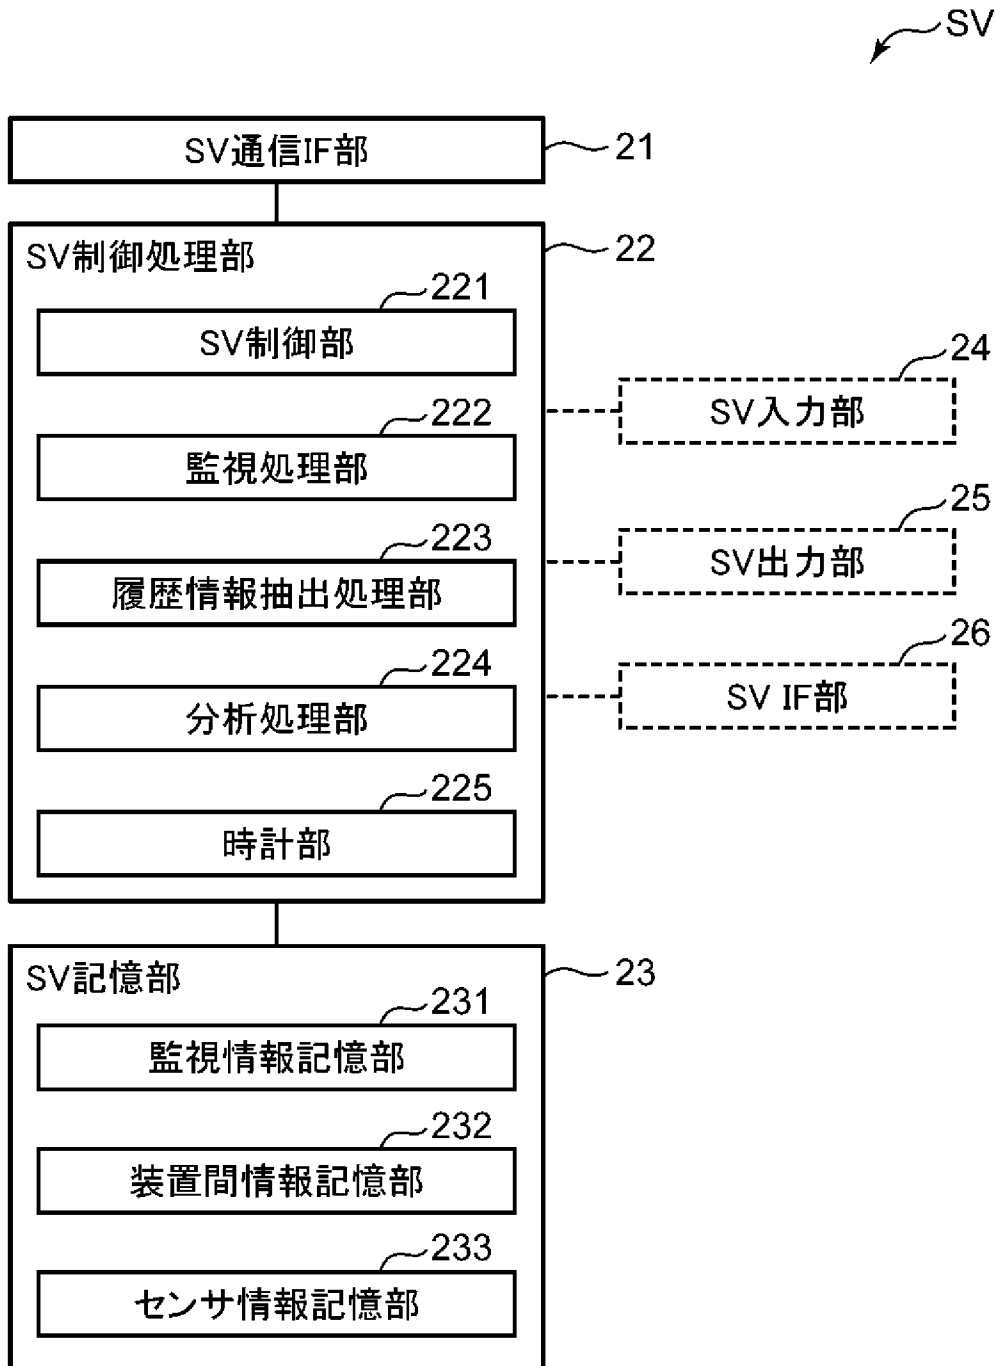 SV
SV通信IF部
21
SV制御処理部
22
221
SV制御部
222
監視処理部
223
履歴情報抽出処理部
224
分析処理部
225
時計部
24
SV入力部
25
SV出力部
26
SV IF部
SV記憶部
23
231
監視情報記憶部
232
装置間情報記憶部
233
センサ情報記憶部